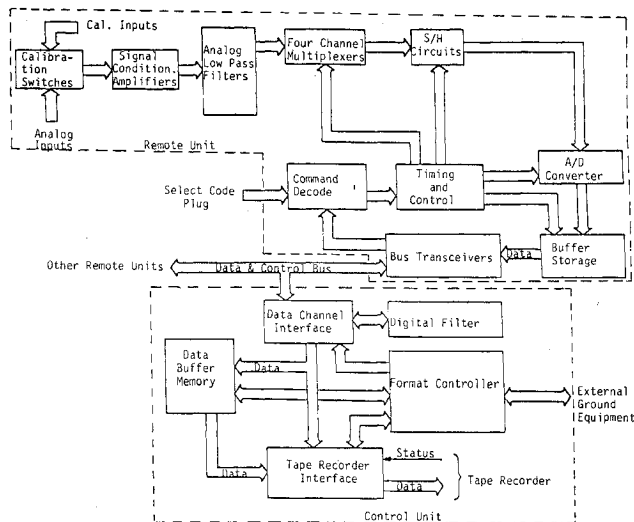 Cal. Inputs
Calibra-
tion
Switches
Signal
Condition.
Amplifiers
Analog
Low Pass
Filters
Four Channel
Multiplexers
S/H
Circuits
Analog
Inputs
Remote Unit
A/D
Converter
Select Code
Plug
Command
Decode
Timing
and
Control
Bus Transceivers
Data
Buffer
Storage
Other Remote Units
Data & Control Bus
Data Channel
Interface
Digital Filter
Data
Buffer
Memory
Data
Format Controller
External
Ground
Equipment
Data
Tape Recorder
Interface
Status
Data
Tape Recorder
Control Unit